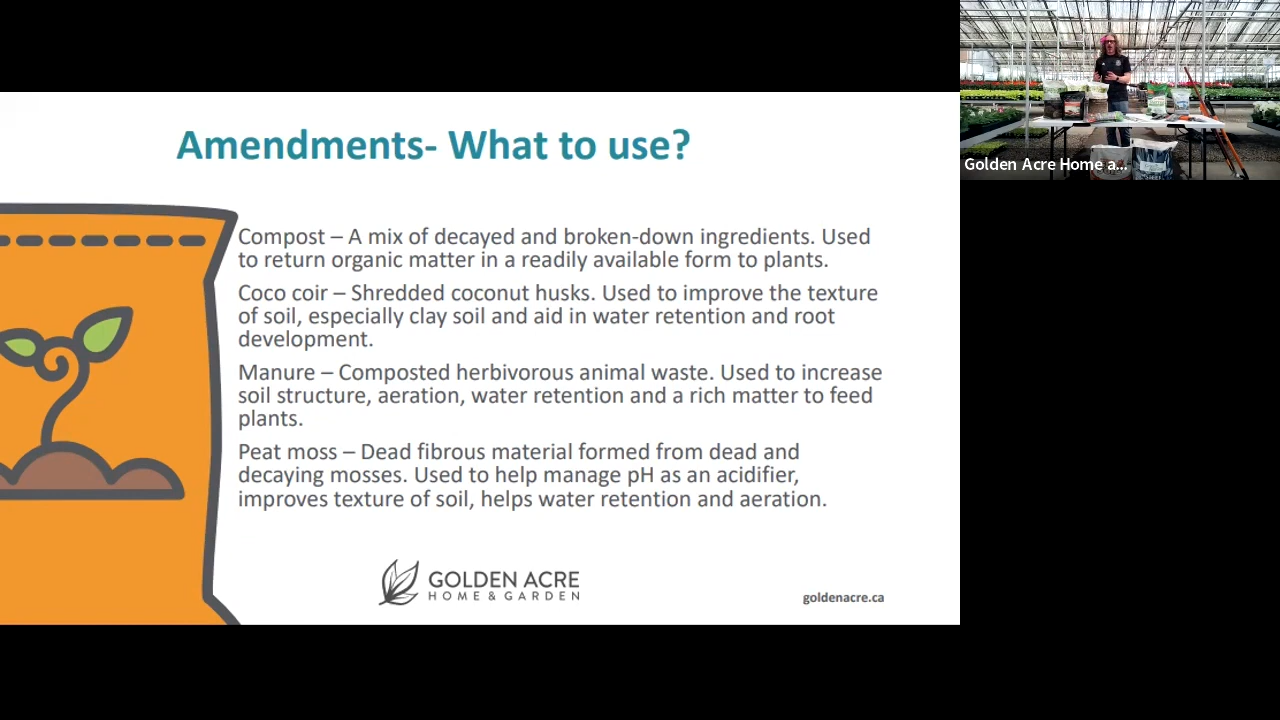 Amendments- What to use?
Compost – A mix of decayed and broken-down ingredients. Used
to return organic matter in a readily available form to plants.
Coco coir – Shredded coconut husks. Used to improve the texture
of soil, especially clay soil and aid in water retention and root
development.
Manure – Composted herbivorous animal waste. Used to increase
soil structure, aeration, water retention and a rich matter to feed
plants.
Peat moss – Dead fibrous material formed from dead and
decaying mosses. Used to help manage pH as an acidifier,
improves texture of soil, helps water retention and aeration.
GOLDEN ACRE
HOME & GARDEN
goldenacre.ca
Golden Acre Home a...